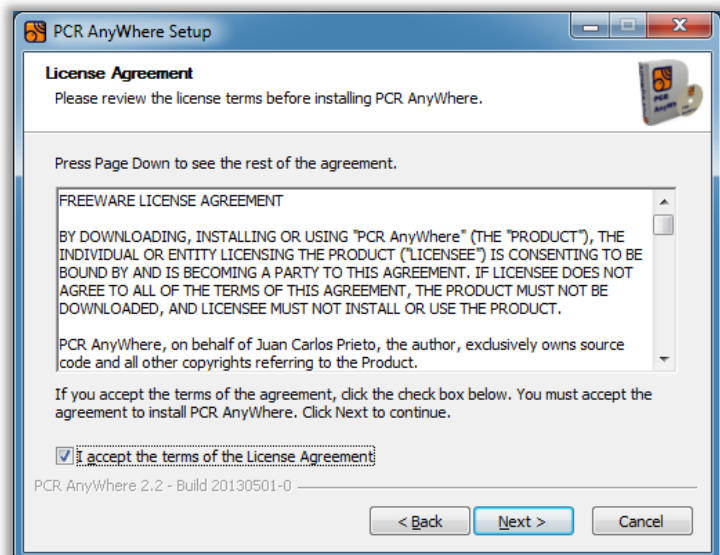 PCR AnyWhere Setup
License Agreement
Please review the license terms before installing PCR AnyWhere.
PCR
AnyWh
Press Page Down to see the rest of the agreement.
FREEWARE LICENSE AGREEMENT
BY DOWNLOADING, INSTALLING OR USING "PCR AnyWhere" (THE "PRODUCT"), THE
INDIVIDUAL OR ENTITY LICENSING THE PRODUCT ("LICENSEE") IS CONSENTING TO BE
BOUND BY AND IS BECOMING A PARTY TO THIS AGREEMENT. IF LICENSEE DOES NOT
AGREE TO ALL OF THE TERMS OF THIS AGREEMENT, THE PRODUCT MUST NOT BE
DOWNLOADED, AND LICENSEE MUST NOT INSTALL OR USE THE PRODUCT.
PCR AnyWhere, on behalf of Juan Carlos Prieto, the author, exclusively owns source
code and all other copyrights referring to the Product.
If you accept the terms of the agreement, click the check box below. You must accept the
agreement to install PCR AnyWhere. Click Next to continue.
I accept the terms of the License Agreement
PCR AnyWhere 2.2 - Build 20130501-0
< Back
Next >
Cancel